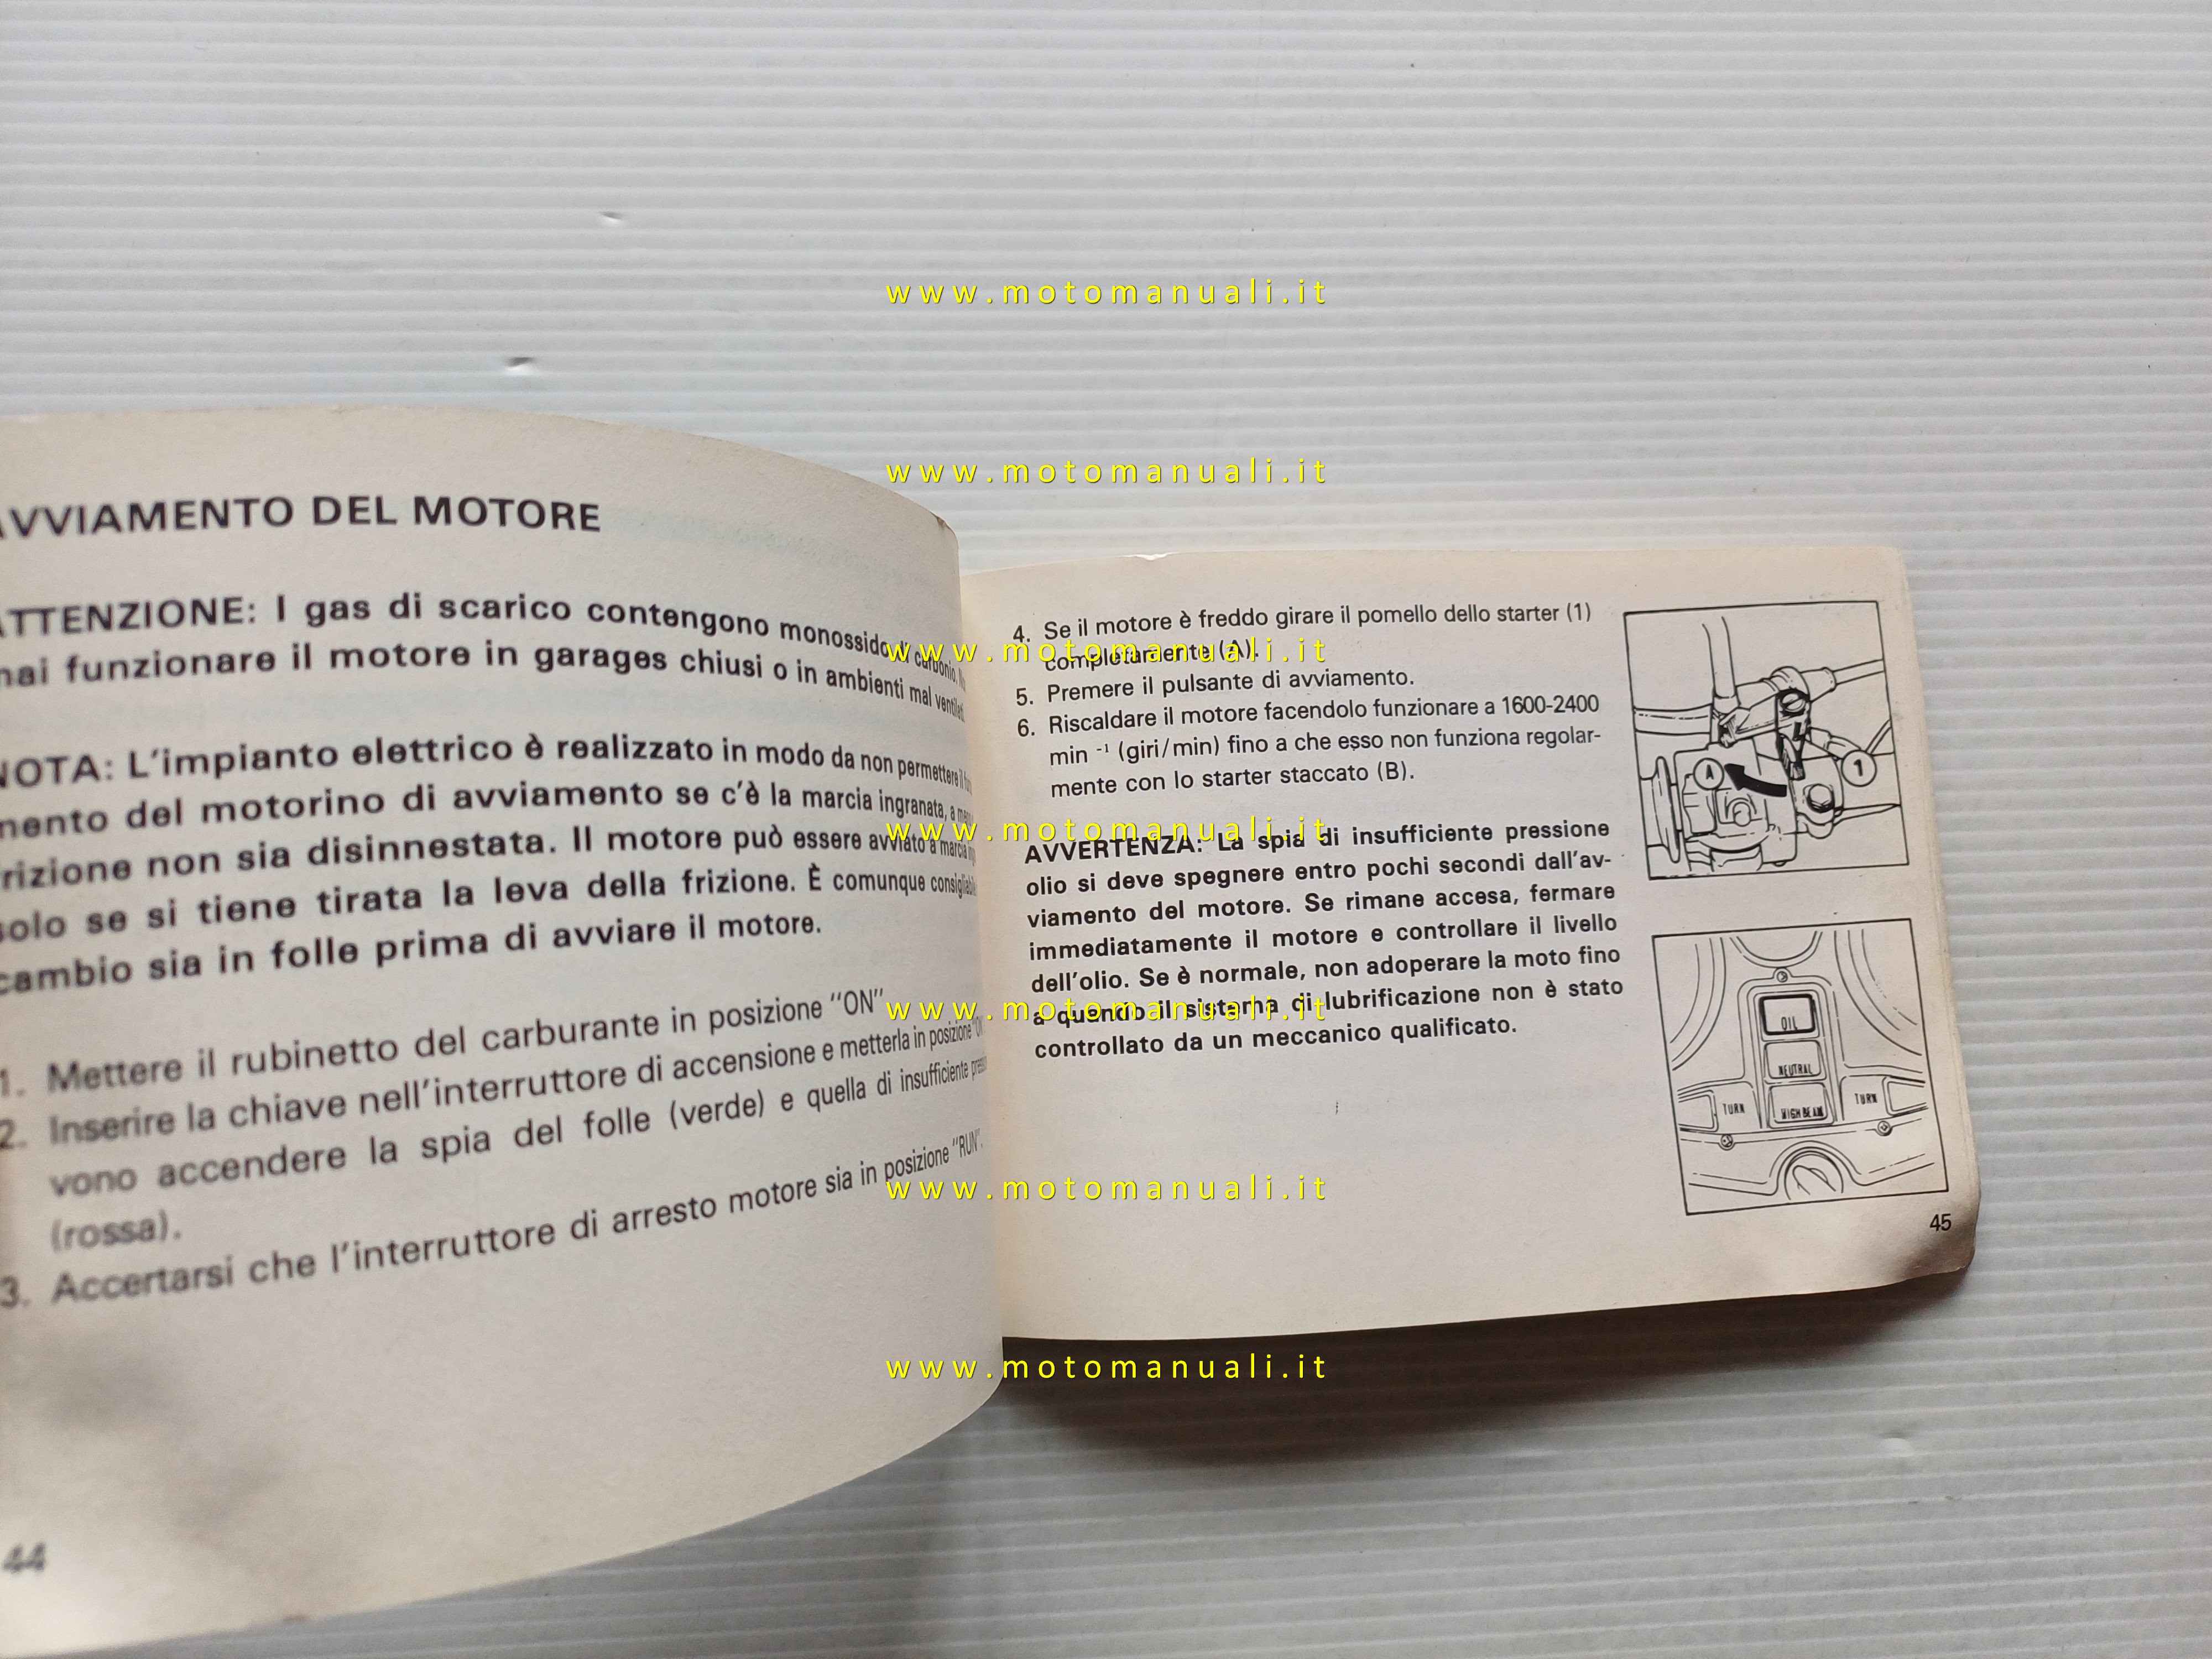 AVVIAMENTO DEL MOTORE
ATTENZIONE: I gas di scarico contengono monossido di carbonio.
mai funzionare il motore in garages chiusi o in ambienti mal ventilati.
NOTA: L'impianto elettrico è realizzato in modo da non permettere il
mento del motorino di avviamento se c'è la marcia ingranata, a
frizione non sia disinnestata. Il motore può essere avviato a marcia
solo se si tiene tirata la leva della frizione. È comunque consigliabile
cambio sia in folle prima di avviare il motore.
1. Mettere il rubinetto del carburante in posizione "ON"
2. Inserire la chiave nell'interruttore di accensione e metterla in posizione
vono accendere la spia del folle (verde) e quella di insufficiente
(rossa).
3. Accertarsi che l'interruttore di arresto motore sia in posizione "RUN".
44
4. Se il motore è freddo girare il pomello dello starter (1)
completamente (A).
5. Premere il pulsante di avviamento.
6. Riscaldare il motore facendolo funzionare a 1600-2400
min -1 (giri/min) fino a che esso non funziona regolar-
mente con lo starter staccato (B).
AVVERTENZA: La spia di insufficiente pressione
olio si deve spegnere entro pochi secondi dall'av-
viamento del motore. Se rimane accesa, fermare
immediatamente il motore e controllare il livello
dell'olio. Se è normale, non adoperare la moto fino
a quando il sistema di lubrificazione non è stato
controllato da un meccanico qualificato.
A
1
OIL
NEUTRAL
TURN
HIGH BEAM
TURN
45
www.motomanuali.it
www.motomanuali.it
www.motomanuali.it
www.motomanuali.it
www.motomanuali.it
www.motomanuali.it
www.motomanuali.it